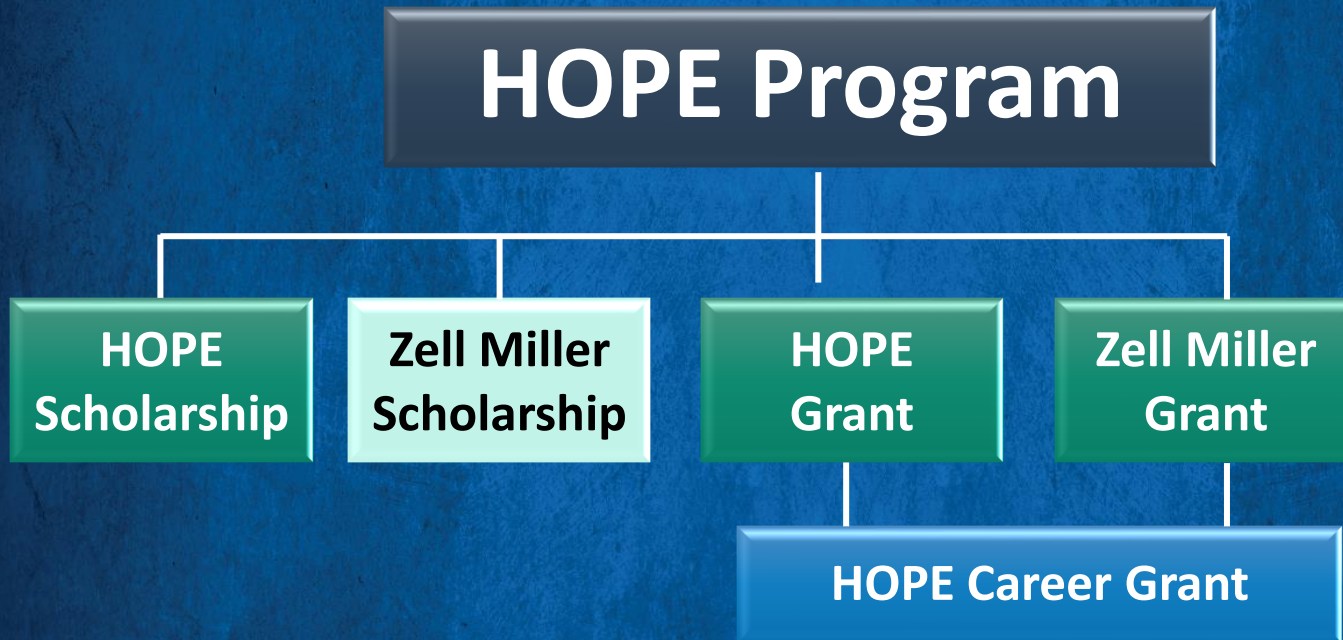 HOPE Program
HOPE
Scholarship
Zell Miller
Scholarship
HOPE
Grant
Zell Miller
Grant
HOPE Career Grant